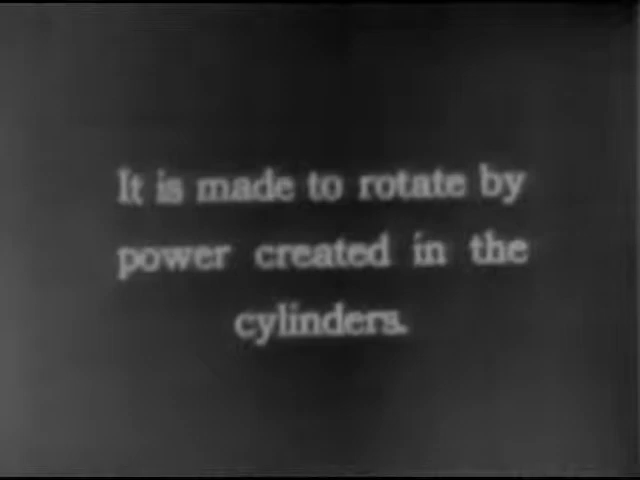 It is made to rotate by
power created in the
cylinders.